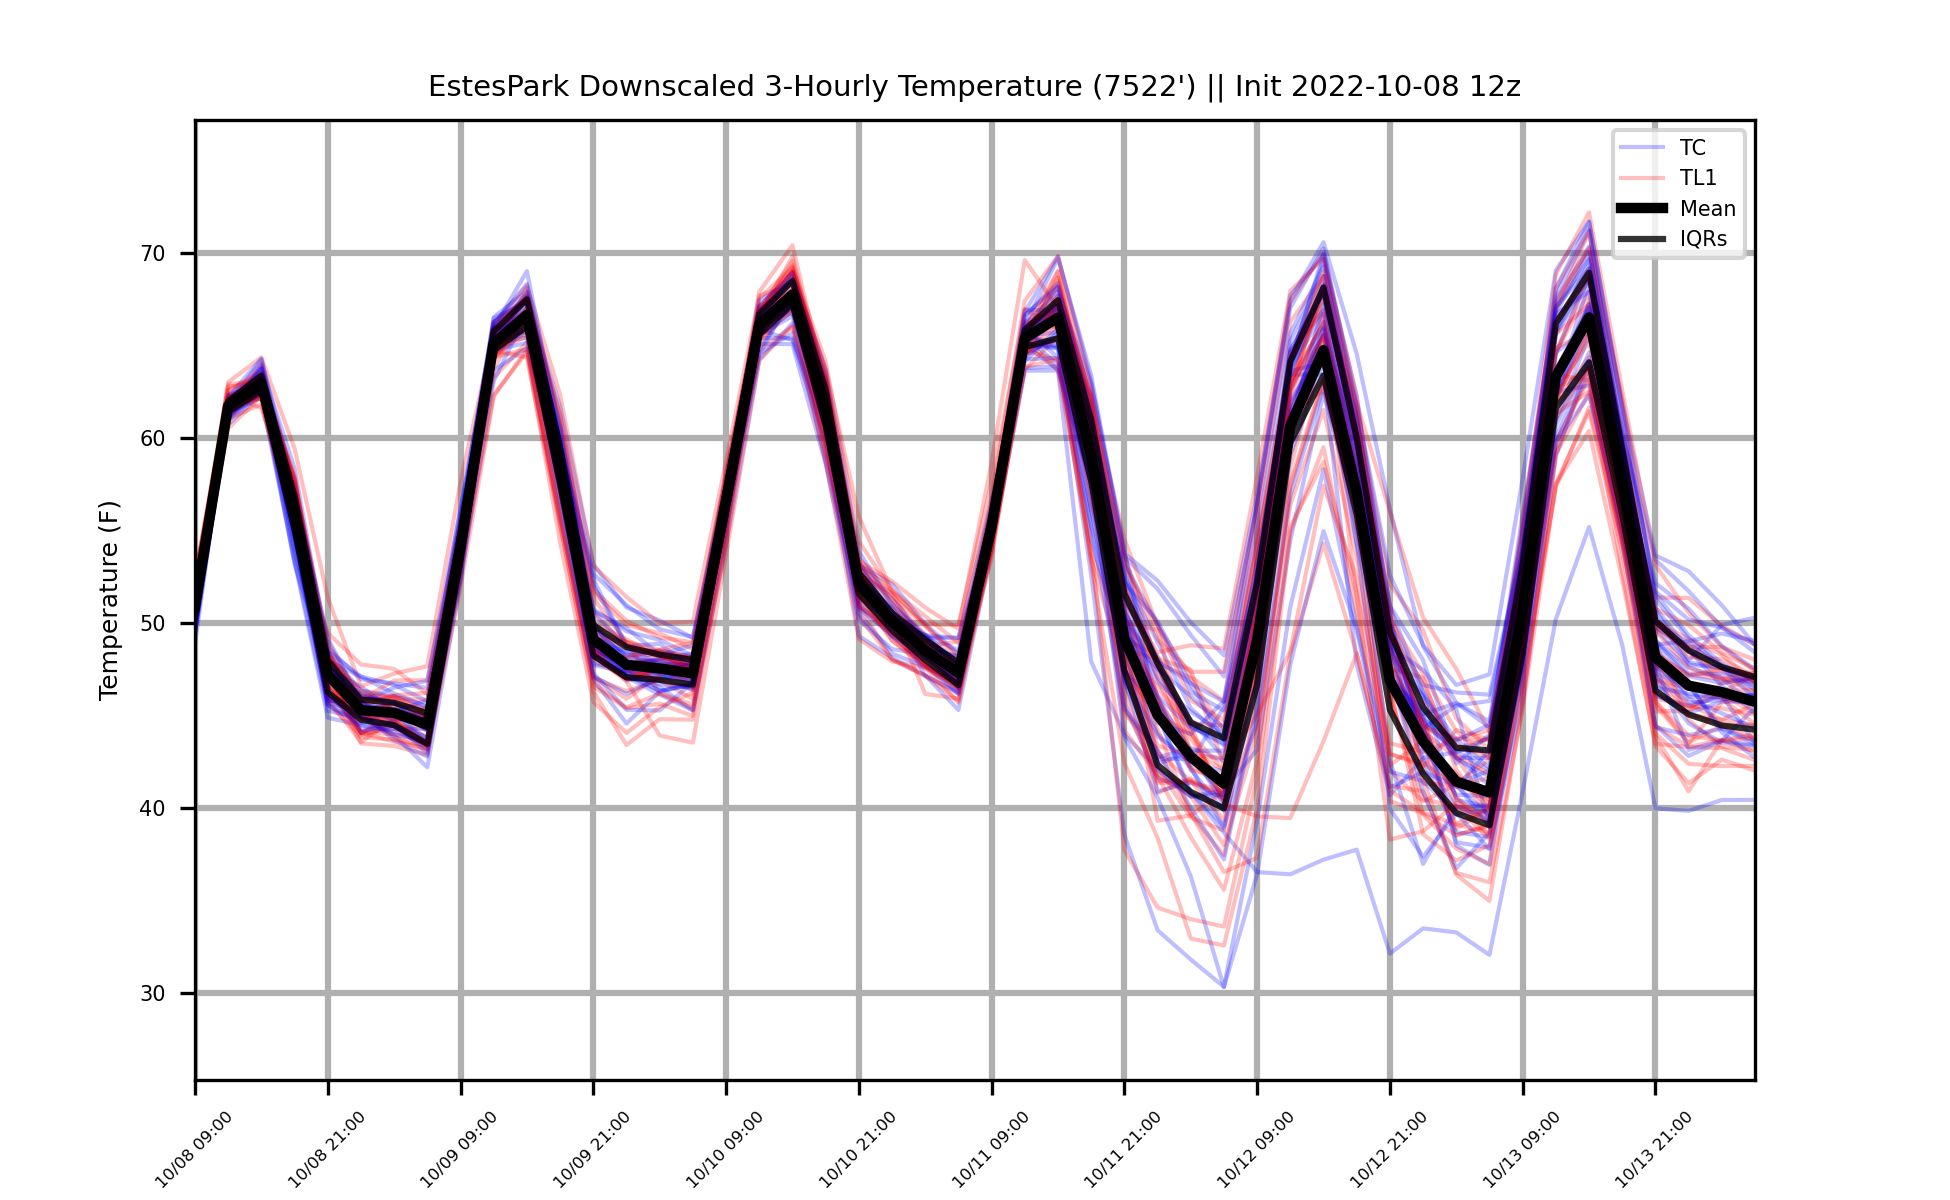 EstesPark Downscaled 3-Hourly Temperature (7522') || Init 2022-10-08 12z
TC
TL1
Mean
IQRs
Temperature (F)
70
60
50
40
30
10/08 09:00
10/08 21:00
10/09 09:00
10/09 21:00
10/10 09:00
10/10 21:00
10/11 09:00
10/11 21:00
10/12 09:00
10/12 21:00
10/13 09:00
10/13 21:00